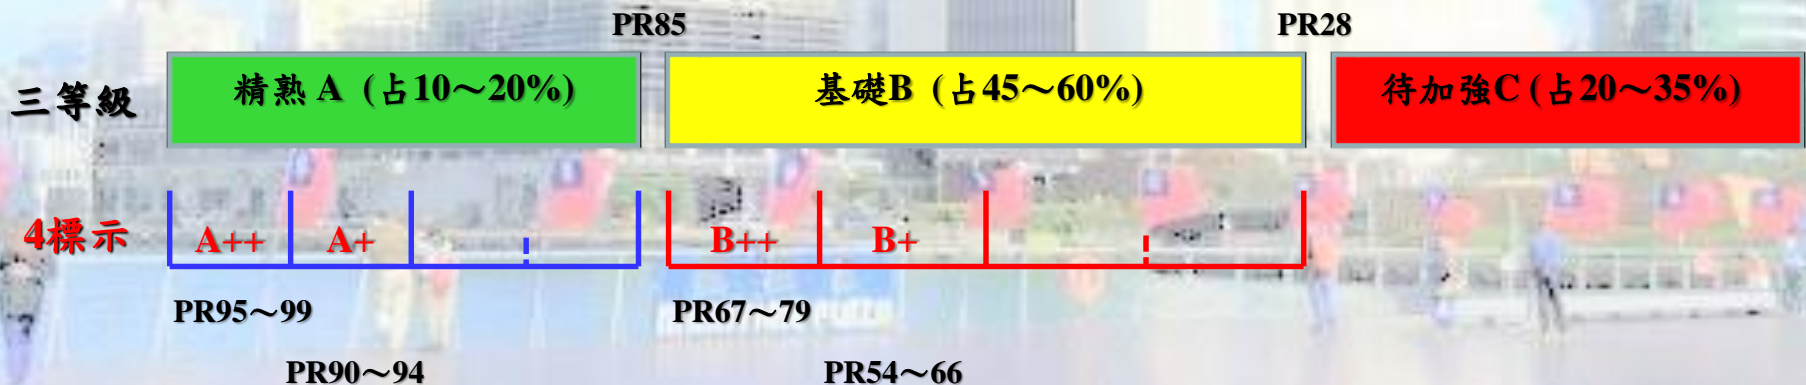 PR85 PR28
三等級 精熟 A (占10～20%) 基礎B (占45～60%) 待加強C (占20～35%)
4標示 A++ A+ B++ B+
PR95～99 PR67～79
PR90～94 PR54～66